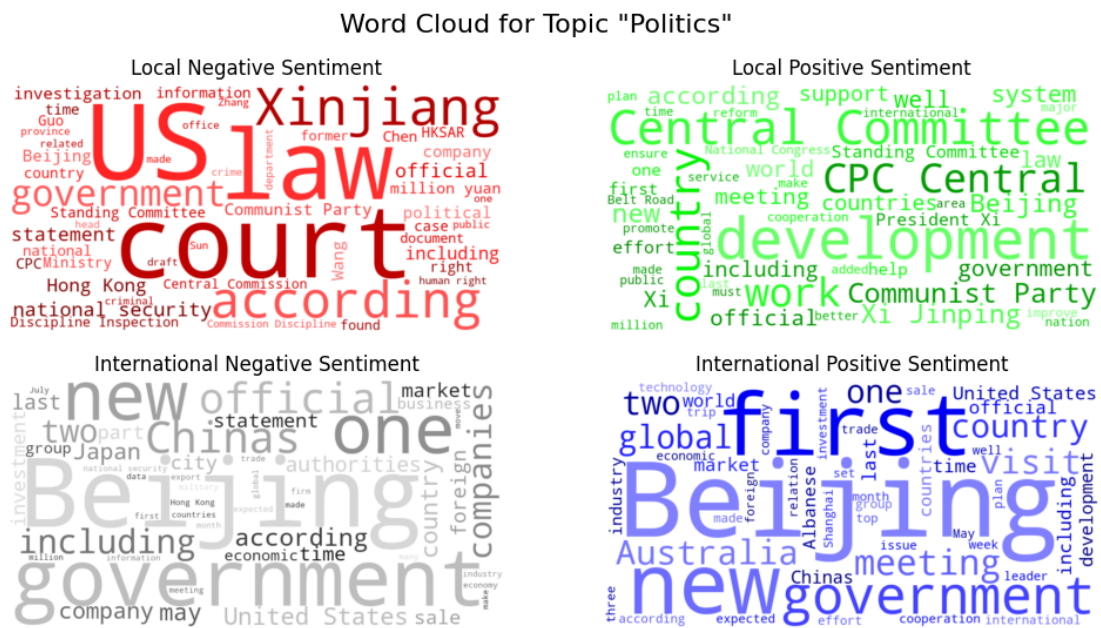 Word Cloud for Topic "Politics"
Local Negative Sentiment
investigation information
time Zhang
Guo office
province
related
Beijing made
country crime department
US law Xinjiang
former Chen HKSAR
company
official
government million yuan
one
Standing Committee Communist Party political
head case public
statement court document
national Sun Wang including
CPC Ministry draft right
Hong Kong Central Commission human right
criminal
national security according
Discipline Inspection Commission Discipline found
Local Positive Sentiment
plan according support well system
time reform international major
Central Committee
ensure National Congress Standing Committee law
one service world
first make CPC Central
Belt Road meeting countries area Beijing
new cooperation President Xi
promote country global development
effort
made including added help government
public last
Xi must work Communist Party
official better Xi Jinping improve
million nation
International Negative Sentiment
July new official market
last business
statement move
two part Chinas one companies
group Japan
national security city trade authorities
investment data export military
Beijing global firm foreign country
Hong Kong made
first countries expected
month
including according
economic time
million information many
government industry
meeting economy
make
company may United States sale
International Positive Sentiment
technology one sale United States
two world first official
trip company investment trade country
global well
economic last
market set time Visit
industry Beijing foreign relation Albanese Shanghai month countries plan
group
made top including development
May
Australia issue week
meeting
Chinas leader
new government
three
according expected effort cooperation international